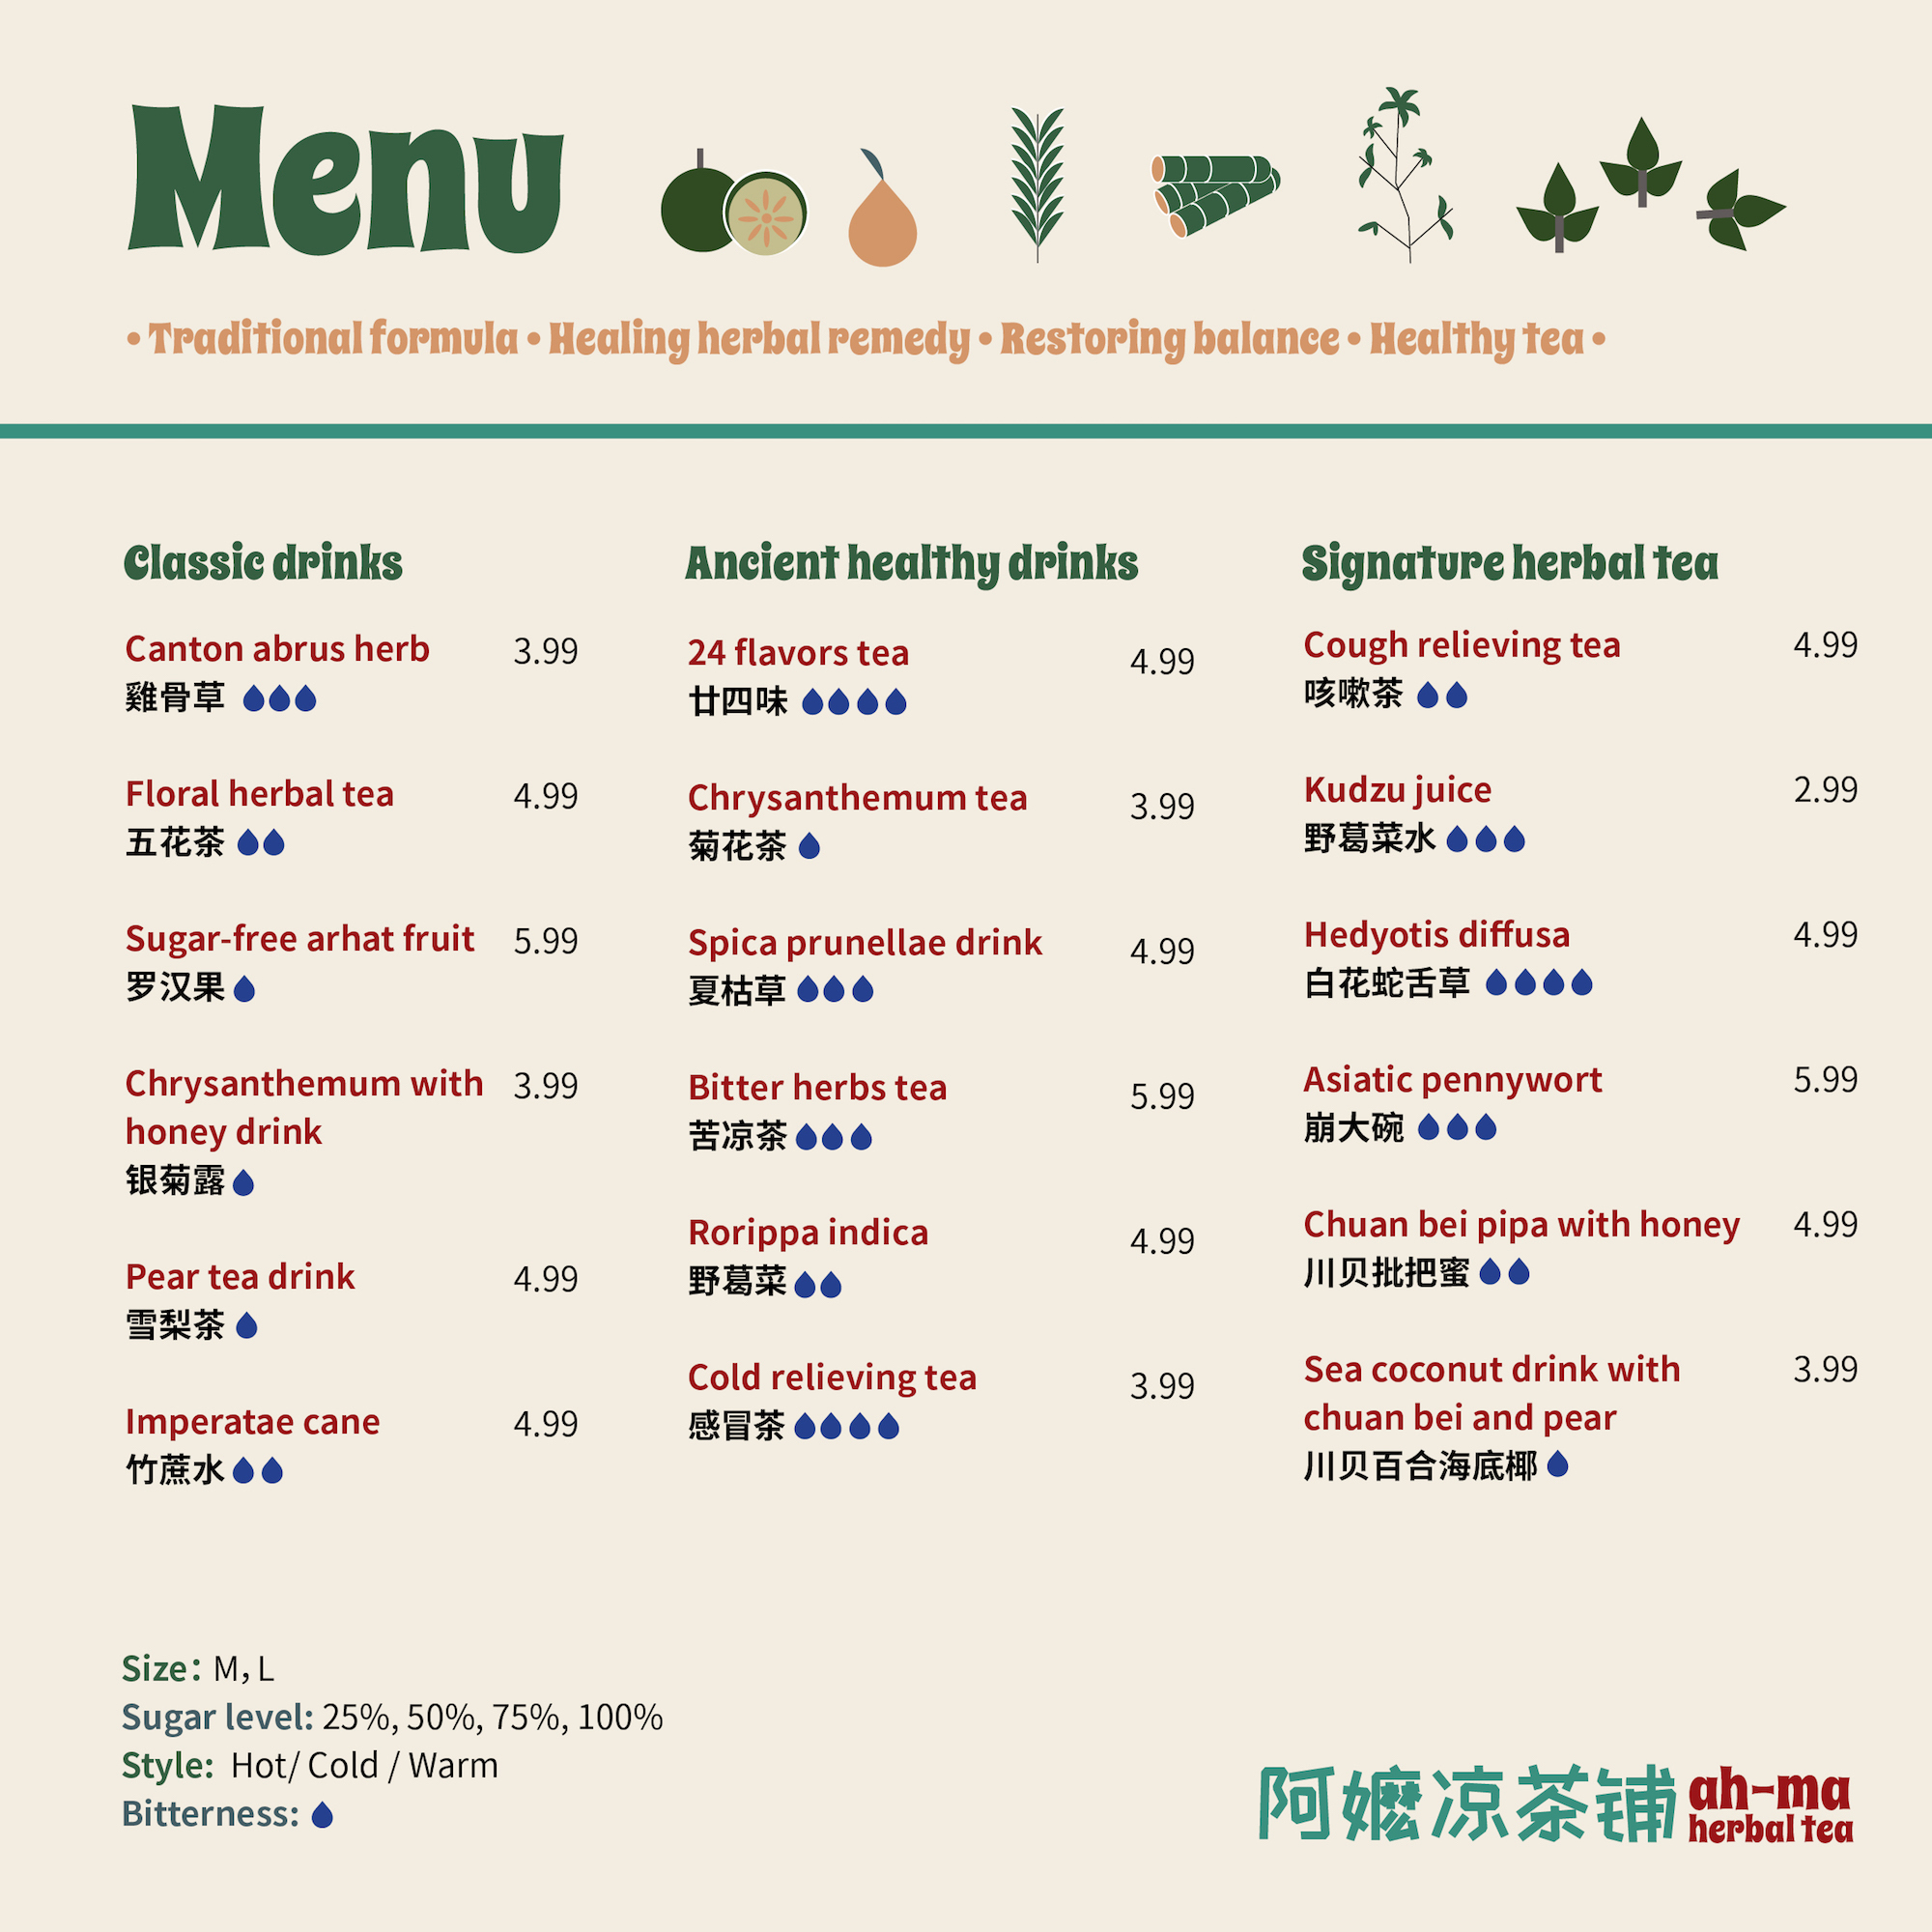 Menu
• Traditional formula • Healing herbal remedy • Restoring balance • Healthy tea •
Classic drinks
Canton abrus herb 3.99
雞骨草
Floral herbal tea 4.99
五花茶
Sugar-free arhat fruit 5.99
罗汉果
Chrysanthemum with 3.99
honey drink
银菊露
Pear tea drink 4.99
雪梨茶
Imperatae cane 4.99
竹蔗水
Ancient healthy drinks
24 flavors tea 4.99
廿四味
Chrysanthemum tea 3.99
菊花茶
Spica prunellae drink 4.99
夏枯草
Bitter herbs tea 5.99
苦凉茶
Rorippa indica 4.99
野葛菜
Cold relieving tea 3.99
感冒茶
Signature herbal tea
Cough relieving tea 4.99
咳嗽茶
Kudzu juice 2.99
野葛菜水
Hedyotis diffusa 4.99
白花蛇舌草
Asiatic pennywort 5.99
崩大碗
Chuan bei pipa with honey 4.99
川贝批把蜜
Sea coconut drink with 3.99
chuan bei and pear
川贝百合海底椰
Size: M, L
Sugar level: 25%, 50%, 75%, 100%
Style: Hot/ Cold / Warm
Bitterness:
阿嬷凉茶铺 ah-ma
herbal tea